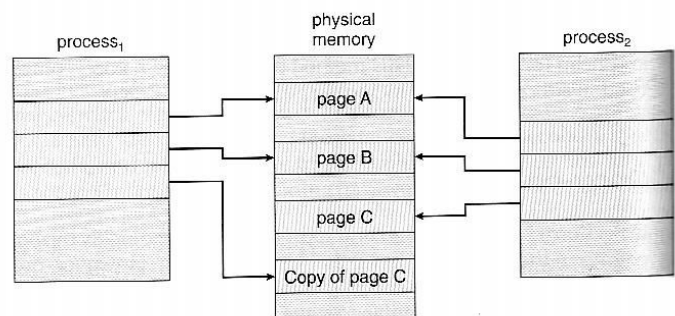 process₁
physical
memory
process₂
page A
page B
page C
Copy of page C